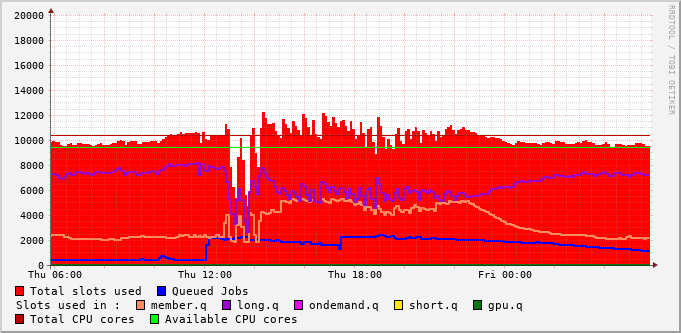 20000
18000
16000
14000
12000
10000
8000
6000
4000
2000
0
Thu 06:00 Thu 12:00 Thu 18:00 Fri 00:00
RRDTOOL / TOBI OETIKER
Total slots used Queued Jobs
Slots used in : member.q long.q ondemand.q short.q gpu.q
Total CPU cores Available CPU cores